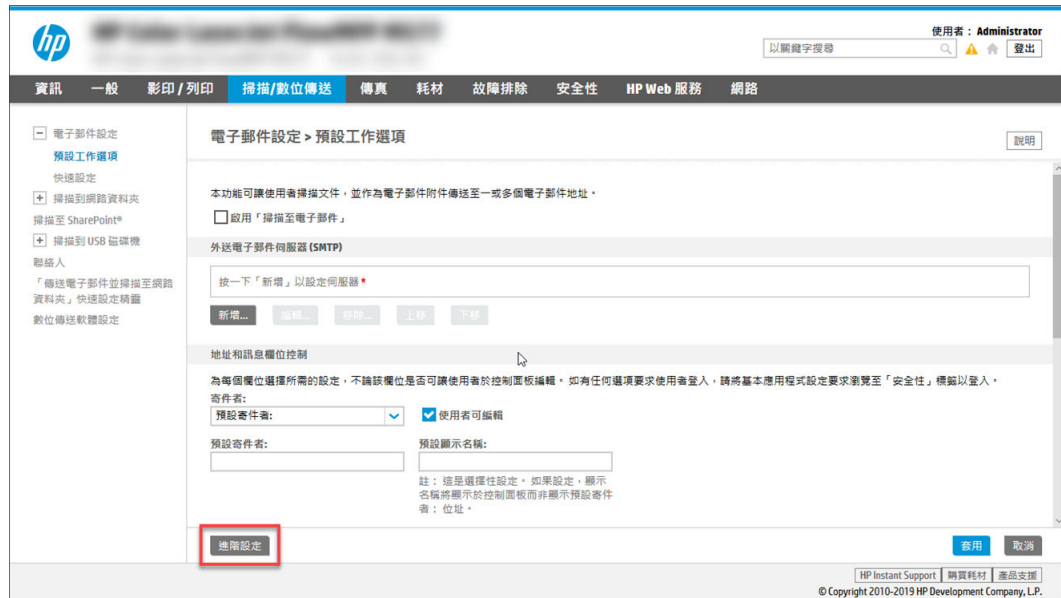 hp
使用者： Administrator
以關鍵字搜尋
登出
資訊 一般 影印 / 列印 掃描/數位傳送 傳真 耗材 故障排除 安全性 HP Web 服務 網路
電子郵件設定
預設工作選項
快速設定
掃描到網路資料夾
掃描至 SharePoint®
掃描到 USB 磁碟機
聯絡人
「傳送電子郵件並掃描至網路
資料夾」快速設定精靈
數位傳送軟體設定
電子郵件設定 > 預設工作選項
說明
本功能可讓使用者掃描文件，並作為電子郵件附件傳送至一或多個電子郵件地址。
啟用「掃描至電子郵件」
外送電子郵件伺服器 (SMTP)
按一下「新增」以設定伺服器*
新增... 編輯... 移除... 上移 下移
地址和訊息欄位控制
為每個欄位選擇所需的設定，不論該欄位是否可讓使用者於控制面板編輯。如有任何選項要求使用者登入，請將基本應用程式設定要求瀏覽至「安全性」標籤以登入。
寄件者:
預設寄件者: 使用者可編輯
預設寄件者: 預設顯示名稱:
註： 這是選擇性設定。如果設定，顯示
名稱將顯示於控制面板而非顯示預設寄件
者： 位址。
進階設定 套用 取消
HP Instant Support 購買耗材 產品支援
© Copyright 2010-2019 HP Development Company, L.P.